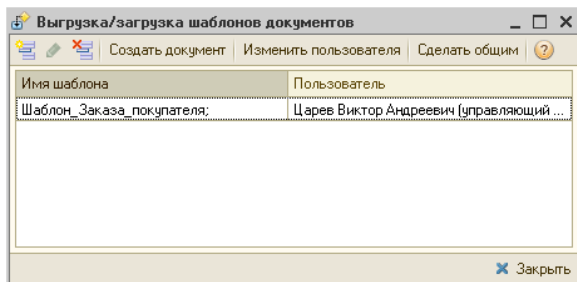 Выгрузка/загрузка шаблонов документов
Создать документ Изменить пользователя Сделать общим ?
Имя шаблона Пользователь
Шаблон_Заказа_покупателя; Царев Виктор Андреевич (управляющий ...
Закрыть